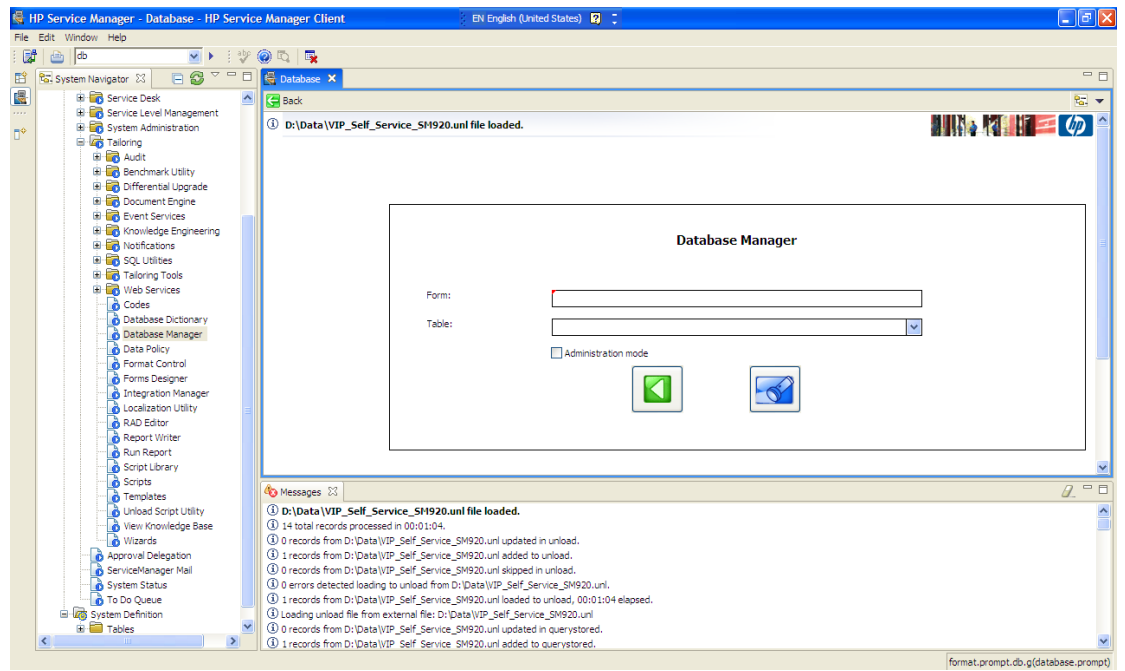 HP Service Manager - Database - HP Service Manager Client
EN English (United States)
File Edit Window Help
db
System Navigator
Service Desk
Service Level Management
System Administration
Tailoring
Audit
Benchmark Utility
Differential Upgrade
Document Engine
Event Services
Knowledge Engineering
Notifications
SQL Utilities
Tailoring Tools
Web Services
Codes
Database Dictionary
Database Manager
Data Policy
Format Control
Forms Designer
Integration Manager
Localization Utility
RAD Editor
Report Writer
Run Report
Script Library
Scripts
Templates
Unload Script Utility
View Knowledge Base
Wizards
Approval Delegation
ServiceManager Mail
System Status
To Do Queue
System Definition
Tables
Database
Back
D:\Data\VIP_Self_Service_SM920.unl file loaded.
hp
Database Manager
Form:
Table:
Administration mode
Messages
D:\Data\VIP_Self_Service_SM920.unl file loaded.
14 total records processed in 00:01:04.
0 records from D:\Data\VIP_Self_Service_SM920.unl updated in unload.
1 records from D:\Data\VIP_Self_Service_SM920.unl added to unload.
0 records from D:\Data\VIP_Self_Service_SM920.unl skipped in unload.
0 errors detected loading to unload from D:\Data\VIP_Self_Service_SM920.unl.
1 records from D:\Data\VIP_Self_Service_SM920.unl loaded to unload, 00:01:04 elapsed.
Loading unload file from external file: D:\Data\VIP_Self_Service_SM920.unl
0 records from D:\Data\VIP_Self_Service_SM920.unl updated in querystored.
1 records from D:\Data\VIP_Self_Service_SM920.unl added to querystored.
format.prompt.db.g(database.prompt)